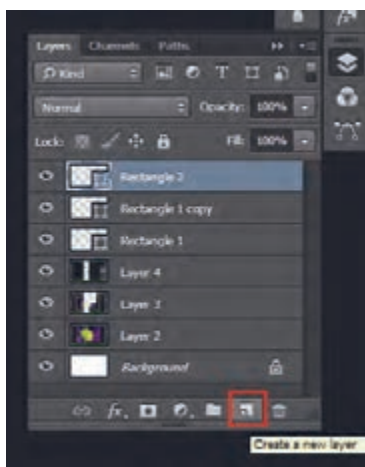 Layers Channels Paths
Kind
Normal Opacity: 100%
Lock: Fill: 100%
Rectangle 2
Rectangle 1 copy
Rectangle 1
Layer 4
Layer 3
Layer 2
Background
fx.
Create a new layer